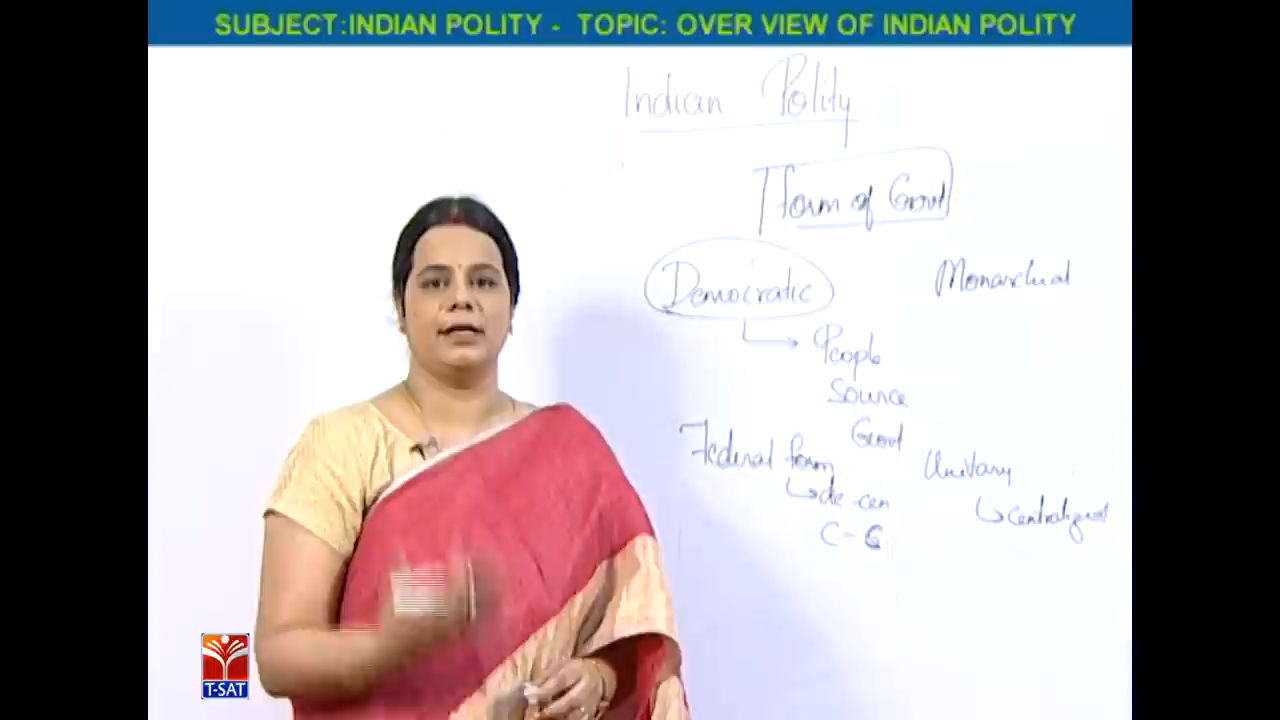 SUBJECT:INDIAN POLITY - TOPIC: OVER VIEW OF INDIAN POLITY
Indian Polity
Form of Govt
Democratic Monarchial
People
Source
Govt
Federal form Unitary
de-cen centralized
C -
T-SAT